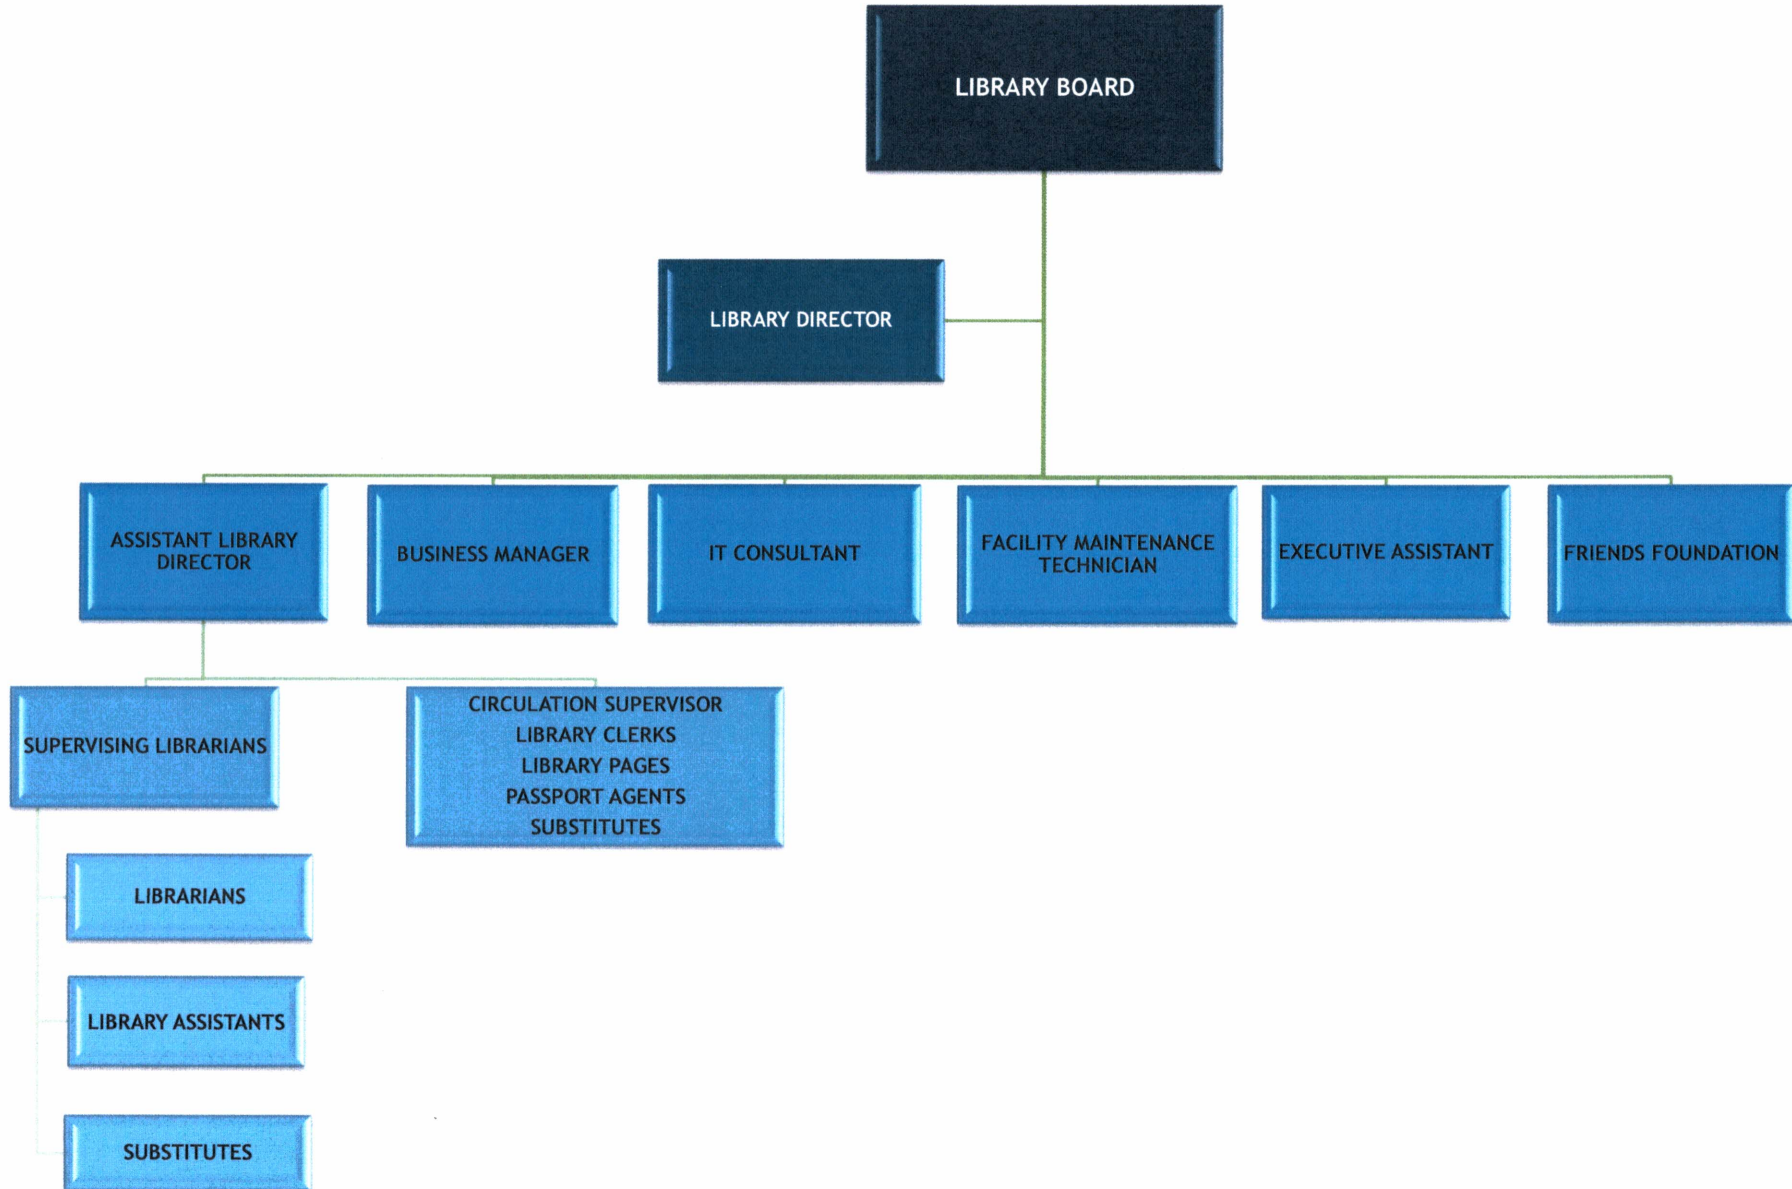 LIBRARY BOARD
LIBRARY DIRECTOR
ASSISTANT LIBRARY
DIRECTOR
BUSINESS MANAGER
IT CONSULTANT
FACILITY MAINTENANCE
TECHNICIAN
EXECUTIVE ASSISTANT
FRIENDS FOUNDATION
SUPERVISING LIBRARIANS
CIRCULATION SUPERVISOR
LIBRARY CLERKS
LIBRARY PAGES
PASSPORT AGENTS
SUBSTITUTES
LIBRARIANS
LIBRARY ASSISTANTS
SUBSTITUTES